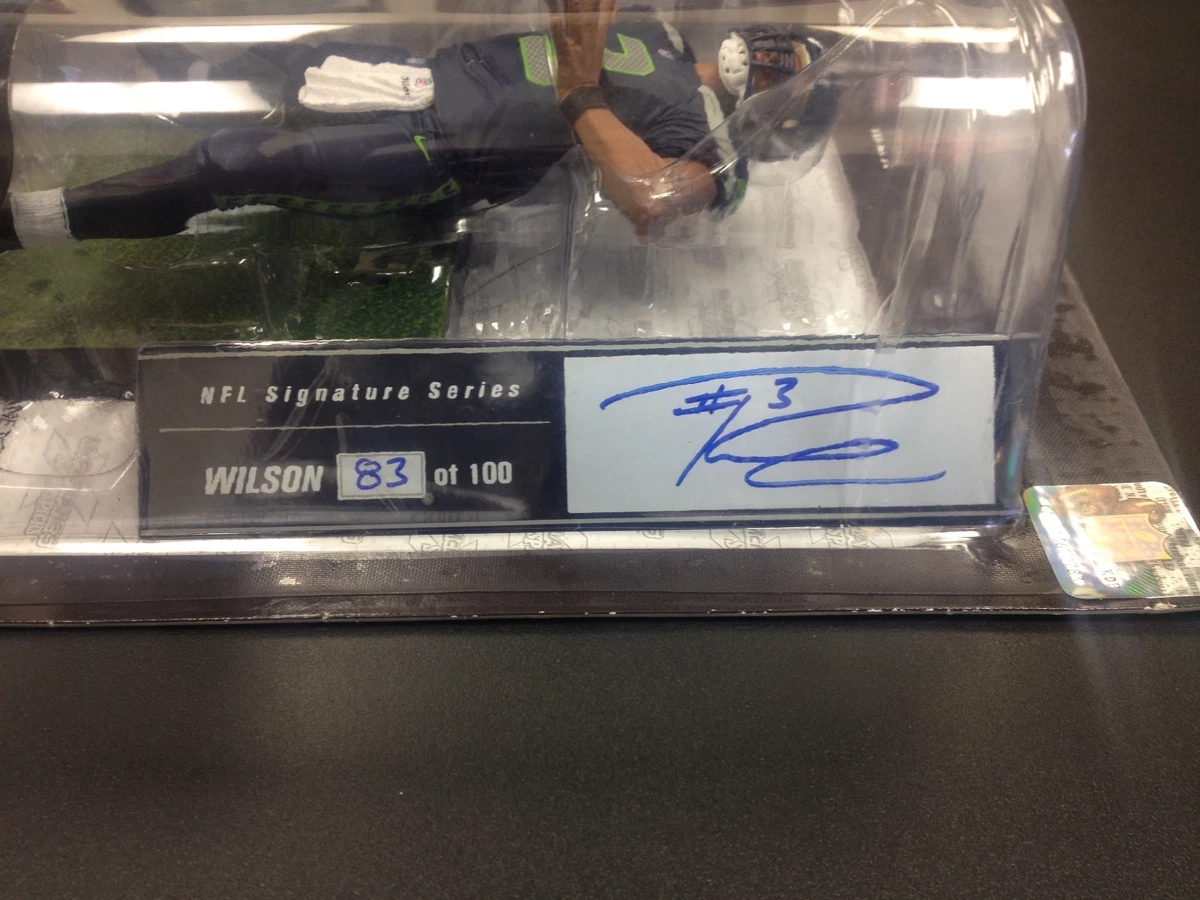 NFL Signature Series
WILSON 83 of 100
#3